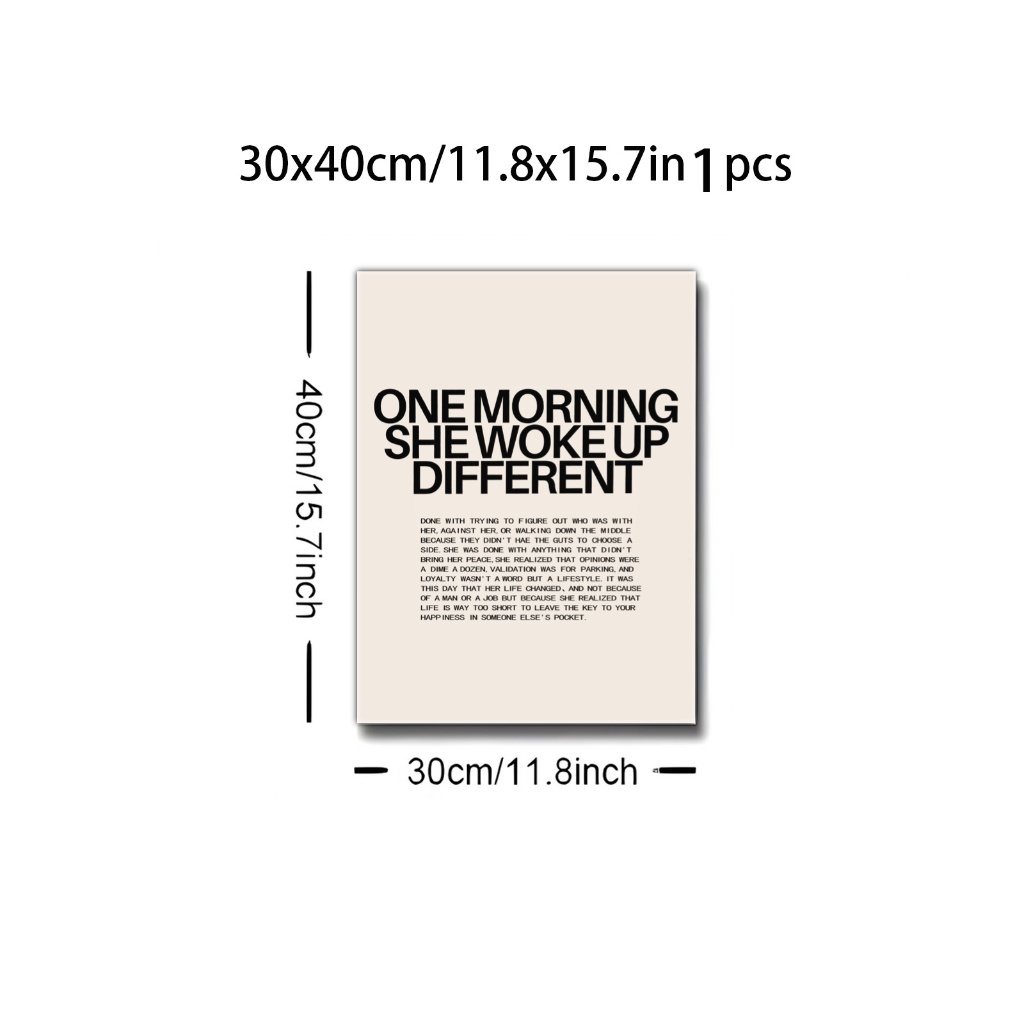 30x40cm/11.8x15.7in1pcs
40cm/15.7inch
ONE MORNING
SHE WOKE UP
DIFFERENT
DONE WITH TRYING TO FIGURE OUT WHO WAS WITH
HER, AGAINST HER, OR WALKING DOWN THE MIDDLE
BECAUSE THEY DIDN'T HAE THE GUTS TO CHOOSE A
SIDE. SHE WAS DONE WITH ANYTHING THAT DIDN'T
BRING HER PEACE, SHE REALIZED THAT OPINIONS WERE
A DIME A DOZEN, VALIDATION WAS FOR PARKING, AND
LOYALTY WASN'T A WORD BUT A LIFESTYLE. IT WAS
THIS DAY THAT HER LIFE CHANGED, AND NOT BECAUSE
OF A MAN OR A JOB BUT BECAUSE SHE REALIZED THAT
LIFE IS WAY TOO SHORT TO LEAVE THE KEY TO YOUR
HAPPINESS IN SOMEONE ELSE'S POCKET.
30cm/11.8inch